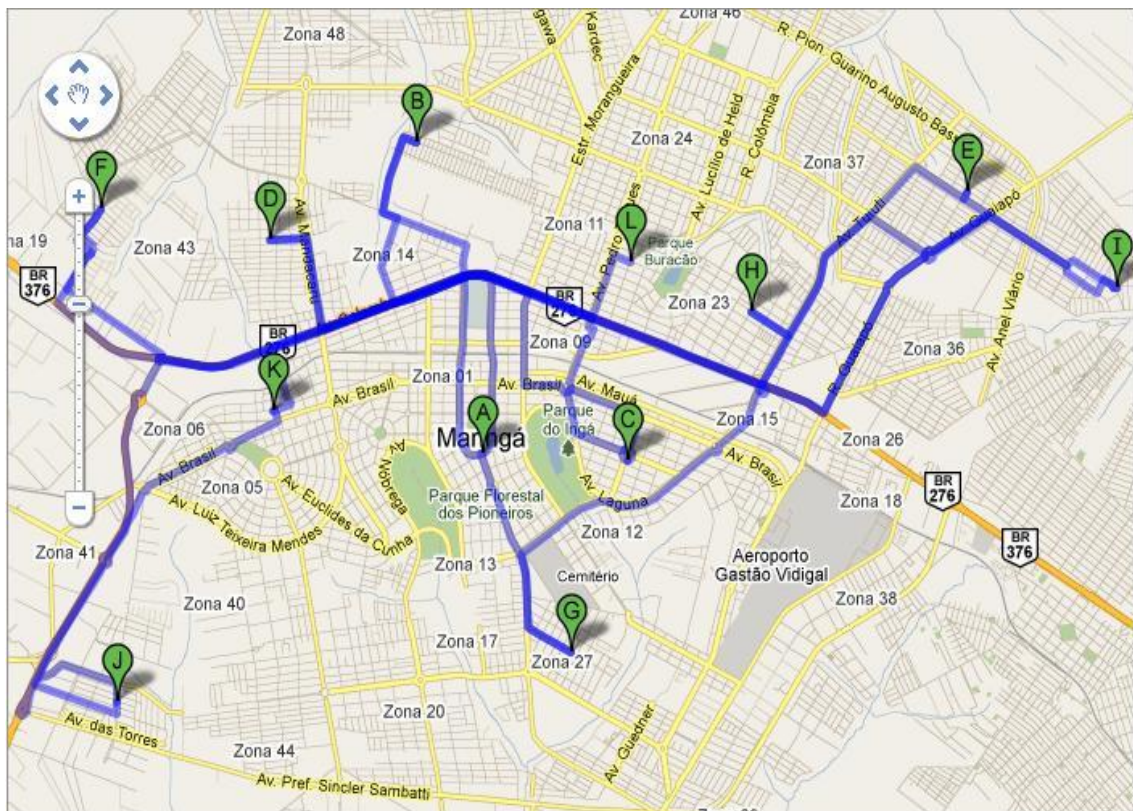 Zona 48
Zona 46
Kardec
R. Pion. Guarino Augusto Bass
B
Estr. Morangueira
Zona 24
Av. Lucílio de Held
R. Colômbia
Zona 37
E
F
D
Av. Mandacaru
Zona 14
Zona 11
L
Av. Pedro
Parque
Buracão
Av. Tuiuti
Av. Guaiapó
Zona 43
BR
376
H
Zona 23
I
BR
276
BR
Zona 09
R. Guaiapó
Zona 36
Av. Anel Viário
K
Zona 01
Av. Brasil
Av. Brasil
Av. Mauá
Zona 15
Zona 06
A
Maringá
Parque
do Ingá
C
Zona 26
Av. Brasil
Zona 05
Av. Nóbrega
Av. Brasil
Av. Laguna
BR
276
Zona 18
Parque Florestal
dos Pioneiros
Av. Euclides da Cunha
Av. Luiz Teixeira Mendes
Zona 12
BR
376
Zona 41
Zona 13
Cemitério
Aeroporto
Gastão Vidigal
Zona 40
G
Zona 38
Zona 17
Zona 27
J
Zona 20
Av. das Torres
Zona 44
Av. Guedner
Av. Pref. Sincler Sambatti